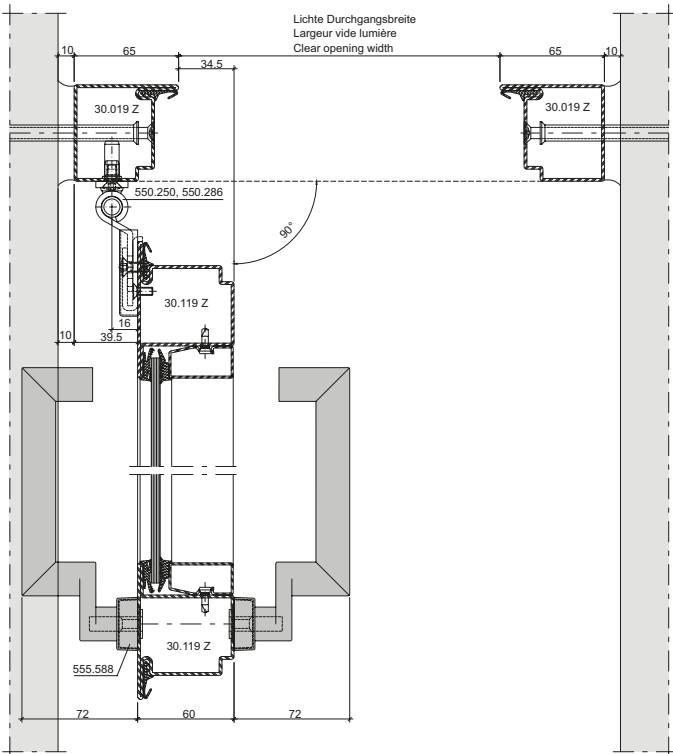 Lichte Durchgangsbreite
Largeur vide lumière
Clear opening width
10
65
65
10
34.5
30.019 Z
30.019 Z
550.250, 550.286
90°
30.119 Z
16
10
39.5
30.119 Z
555.588
72
60
72